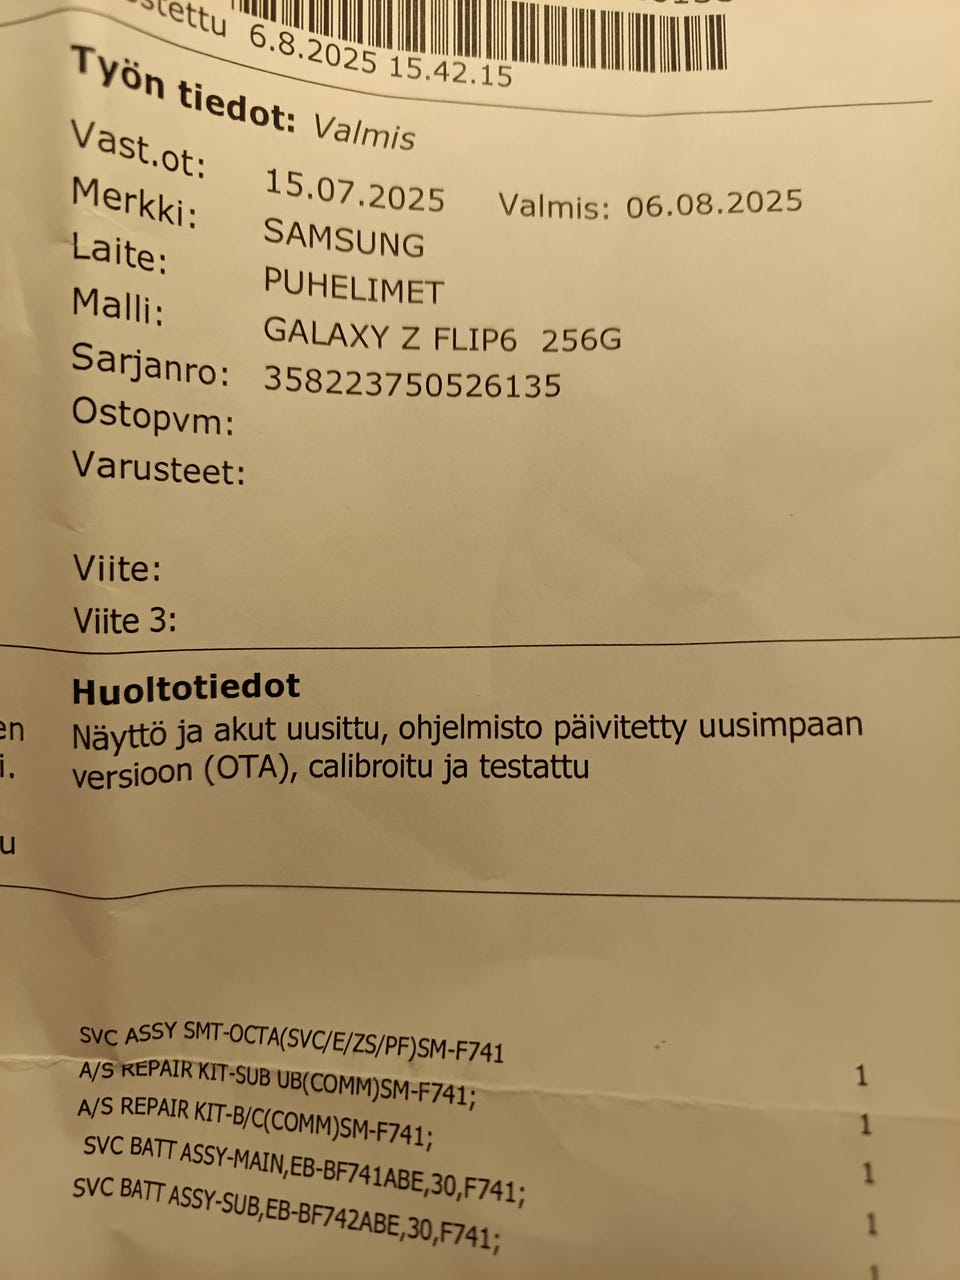 6.8.2025 15.42.15
Työn tiedot: Valmis
Vast.ot: 15.07.2025 Valmis: 06.08.2025
Merkki: SAMSUNG
Laite: PUHELIMET
Malli: GALAXY Z FLIP6 256G
Sarjanro: 358223750526135
Ostopvm:
Varusteet:
Viite:
Viite 3:
Huoltotiedot
Näyttö ja akut uusittu, ohjelmisto päivitetty uusimpaan
versioon (OTA), calibroitu ja testattu
SVC ASSY SMT-OCTA(SVC/E/ZS/PF)SM-F741 1
A/S REPAIR KIT-SUB UB(COMM)SM-F741; 1
A/S REPAIR KIT-B/C(COMM)SM-F741; 1
SVC BATT ASSY-MAIN,EB-BF741ABE,30,F741; 1
SVC BATT ASSY-SUB,EB-BF742ABE,30,F741; 1